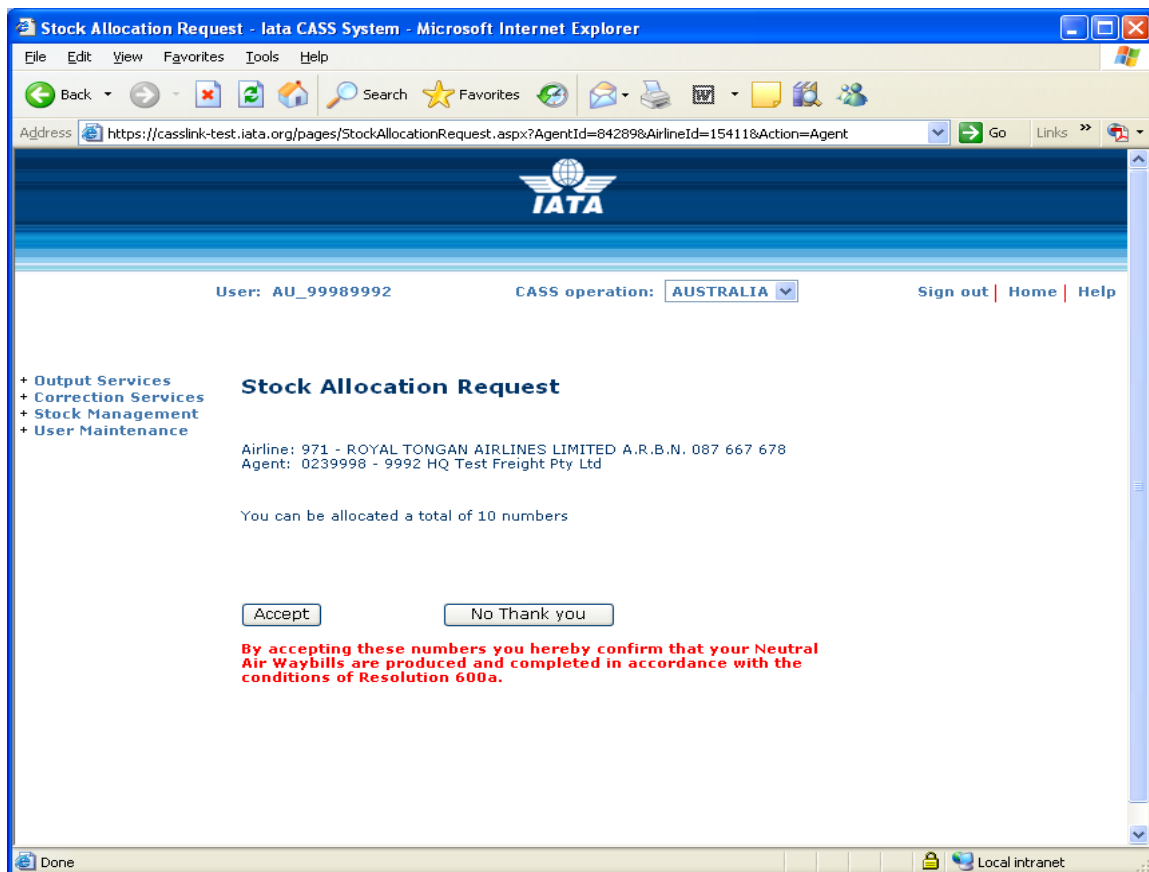 Stock Allocation Request - Iata CASS System - Microsoft Internet Explorer
File Edit View Favorites Tools Help
Back Search Favorites
Address https://casslink-test.iata.org/pages/StockAllocationRequest.aspx?AgentId=84289&AirlineId=15411&Action=Agent Go Links »
IATA
User: AU_99989992 CASS operation: AUSTRALIA Sign out | Home | Help
+ Output Services
+ Correction Services
+ Stock Management
+ User Maintenance
Stock Allocation Request
Airline: 971 - ROYAL TONGAN AIRLINES LIMITED A.R.B.N. 087 667 678
Agent: 0239998 - 9992 HQ Test Freight Pty Ltd
You can be allocated a total of 10 numbers
Accept No Thank you
By accepting these numbers you hereby confirm that your Neutral
Air Waybills are produced and completed in accordance with the
conditions of Resolution 600a.
Done Local intranet